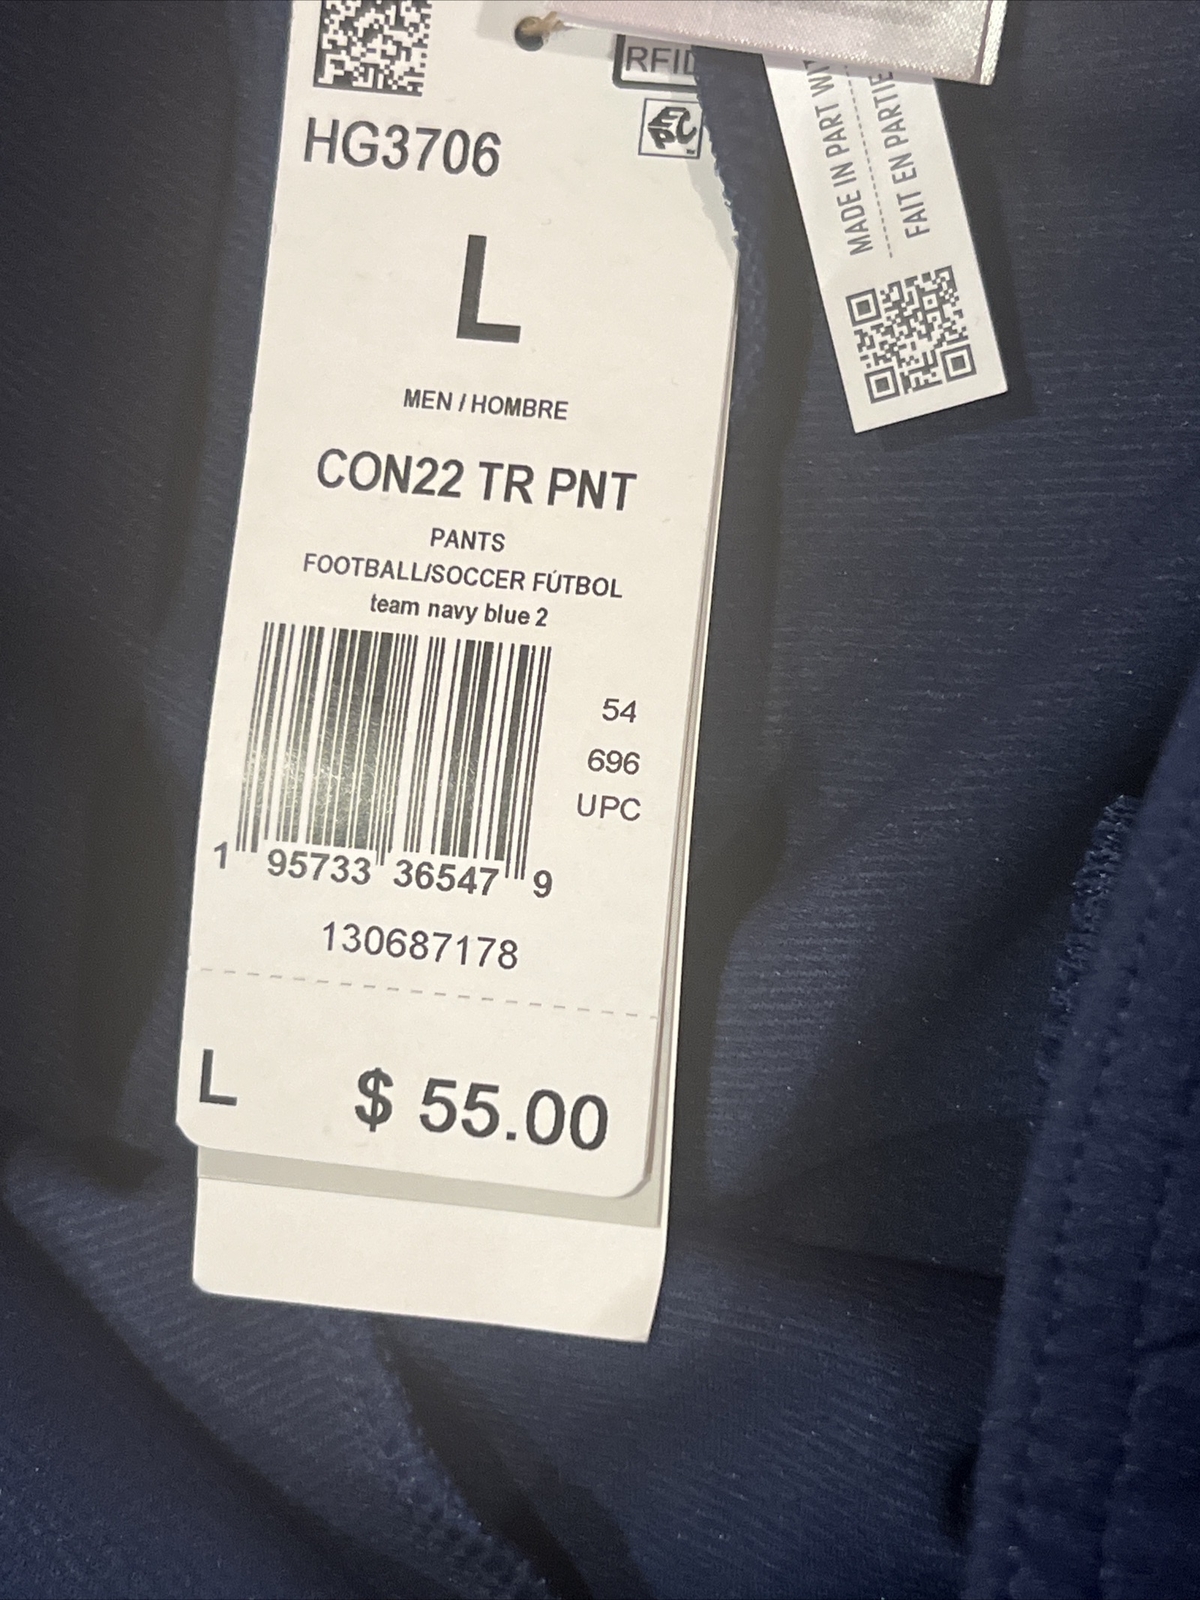 RFID
HG3706
EPC
L
MEN / HOMBRE
CON22 TR PNT
PANTS
FOOTBALL/SOCCER FÚTBOL
team navy blue 2
54
696
UPC
1 95733 36547 9
130687178
L $ 55.00
MADE IN PART
FAIT EN PARTIE